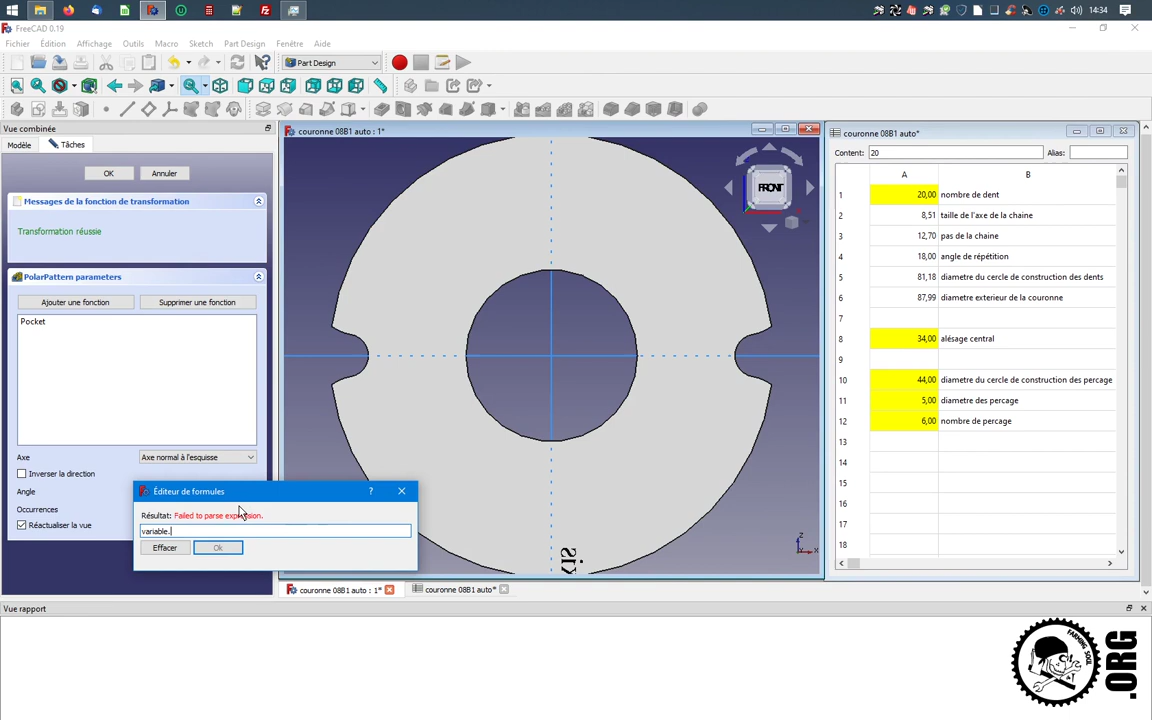 14:34
FreeCAD 0.19
Fichier Édition Affichage Outils Macro Sketch Part Design Fenêtre Aide
Part Design
Vue combinée
Modèle Tâches
OK Annuler
Messages de la fonction de transformation
Transformation réussie
PolarPattern parameters
Ajouter une fonction Supprimer une fonction
Pocket
Axe Axe normal à l'esquisse
Inverser la direction
Angle
Occurrences
Réactualiser la vue
Éditeur de formules ?
Résultat: Failed to parse expression.
variable.
Effacer Ok
couronne 08B1 auto : 1*
FRONT
Z
X
couronne 08B1 auto*
Content: 20 Alias:
A B
1 20,00 nombre de dent
2 8,51 taille de l'axe de la chaine
3 12,70 pas de la chaine
4 18,00 angle de répétition
5 81,18 diametre du cercle de construction des dents
6 87,99 diametre exterieur de la couronne
7
8 34,00 alésage central
9
10 44,00 diametre du cercle de construction des percage
11 5,00 diametre des percage
12 6,00 nombre de percage
13
14
15
16
17
18
couronne 08B1 auto : 1* couronne 08B1 auto*
Vue rapport
FARMING SOUL
.ORG